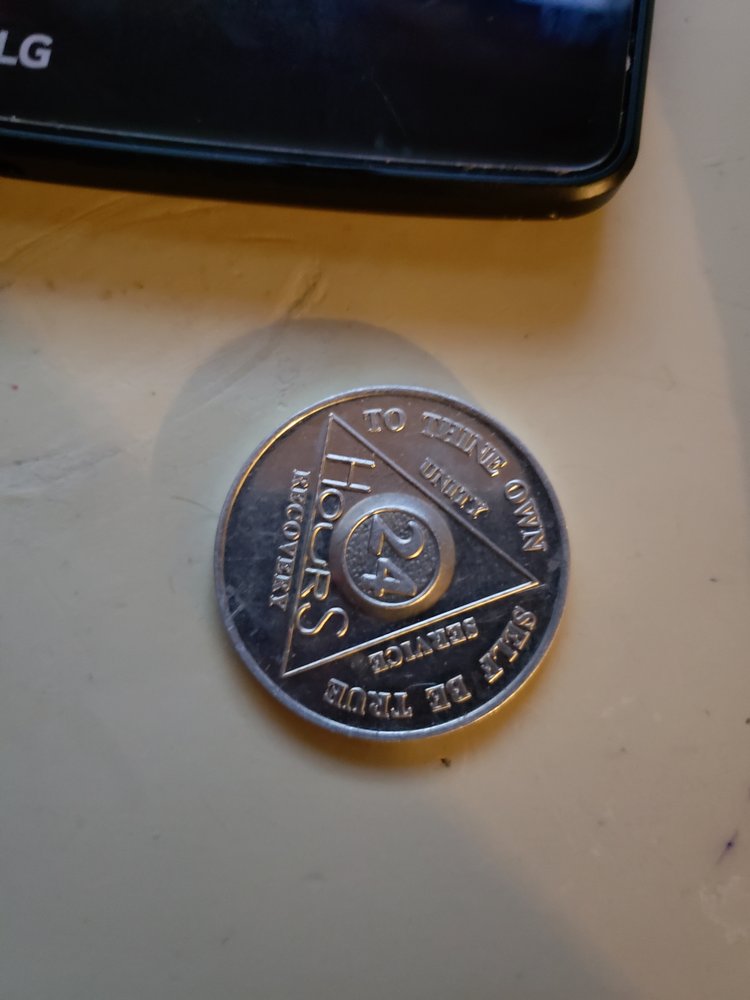 LG
TO THINE OWN SELF BE TRUE
UNITY
SERVICE
RECOVERY
24
HOURS